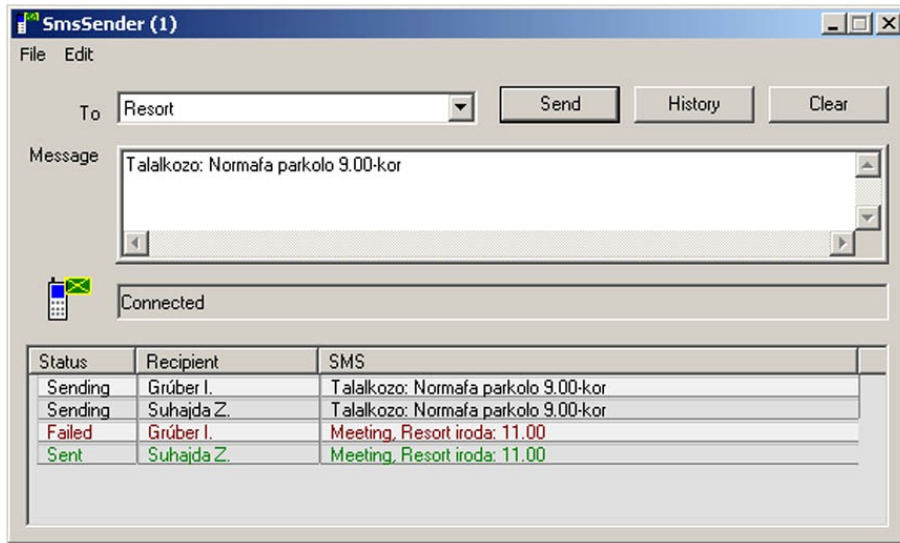 SmsSender (1)
File Edit
To Resort Send History Clear
Message Talalkozo: Normafa parkolo 9.00-kor
Connected
Status Recipient SMS
Sending Grúber I. Talalkozo: Normafa parkolo 9.00-kor
Sending Suhajda Z. Talalkozo: Normafa parkolo 9.00-kor
Failed Grúber I. Meeting, Resort iroda: 11.00
Sent Suhajda Z. Meeting, Resort iroda: 11.00